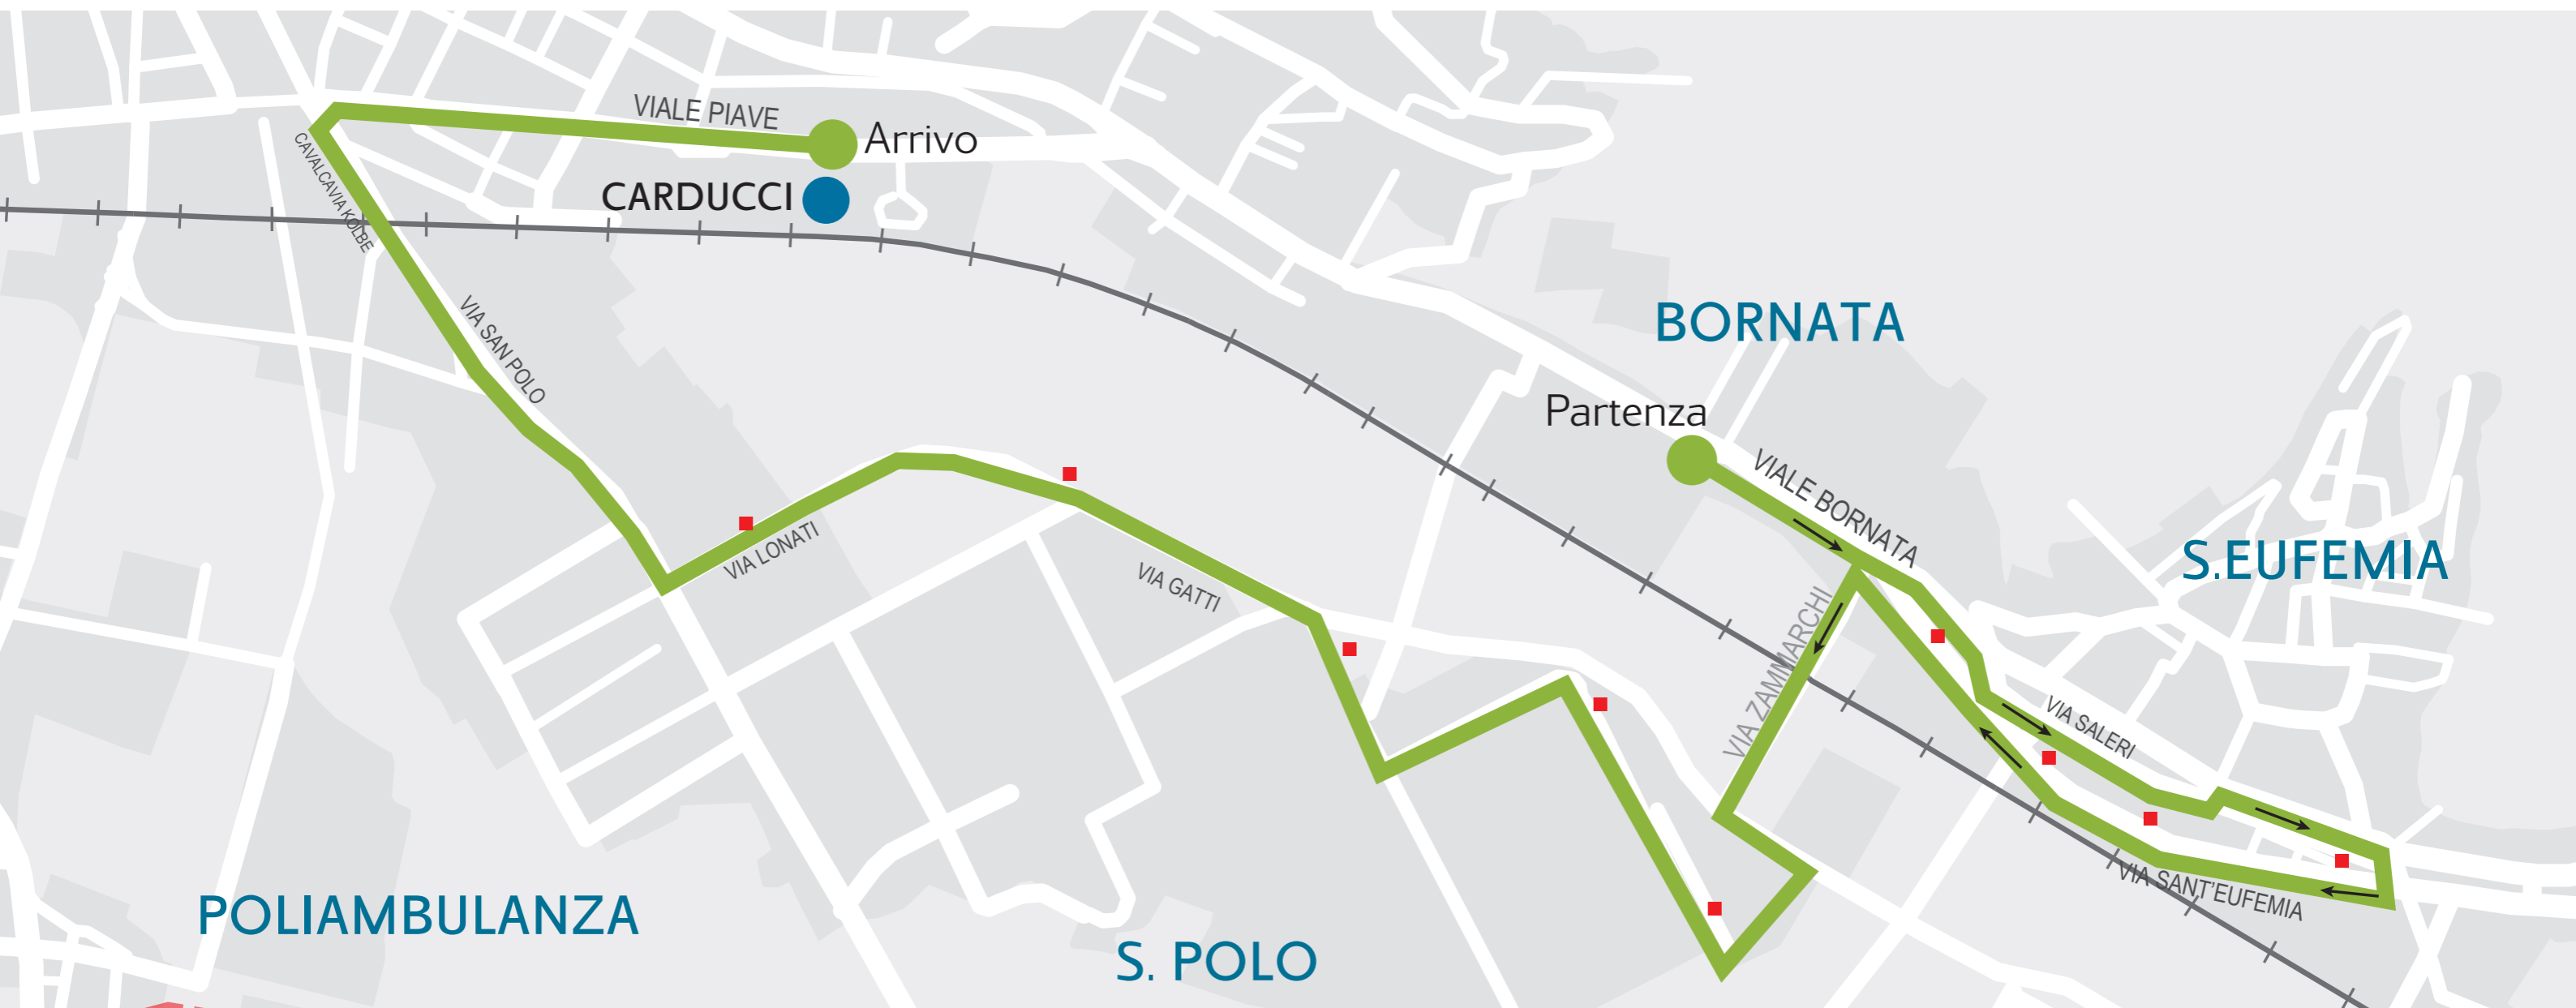 VIALE PIAVE
Arrivo
CARDUCCI
CAVALCAVIA KOLBE
VIA SAN POLO
BORNATA
Partenza
VIALE BORNATA
S.EUFEMIA
VIA LONATI
VIA GATTI
VIA ZAMMARCHI
VIA SALERI
VIA SANT'EUFEMIA
POLIAMBULANZA
S. POLO